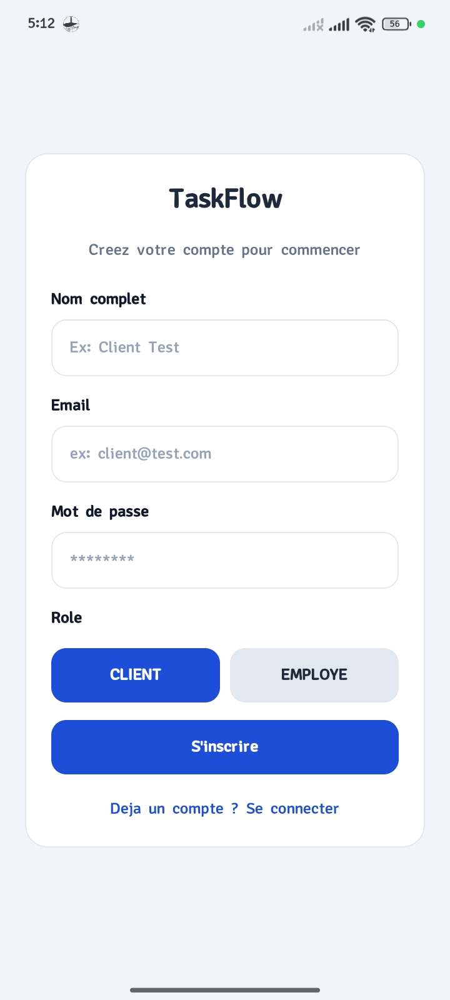 5:12
56
TaskFlow
Creez votre compte pour commencer
Nom complet
Ex: Client Test
Email
ex: client@test.com
Mot de passe
********
Role
CLIENT
EMPLOYE
S'inscrire
Deja un compte ? Se connecter